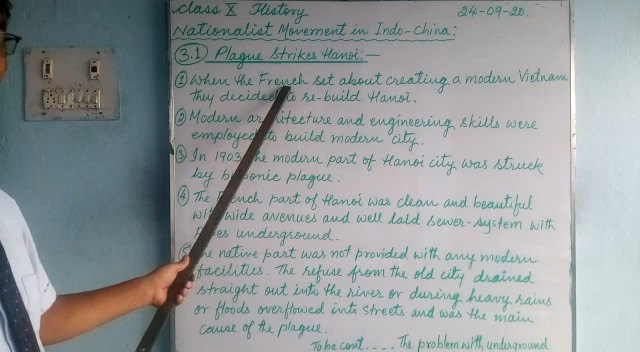 Class X History 24-09-20.
Nationalist Movement in Indo-China:
3.1 Plague Strikes Hanoi:-
1 When the French set about creating a modern Vietnam
they decided to re-build Hanoi.
2 Modern architecture and engineering skills were
employed to build modern city.
3 In 1903 the modern part of Hanoi city was struck
by bubonic plague.
4 The French part of Hanoi was clean and beautiful
with wide avenues and well laid sewer-system with
pipes underground.
5 The native part was not provided with any modern
facilities. The refuse from the old city drained
straight out into the river or during heavy rains
or floods overflowed into streets and was the main
cause of the plague.
To be cont.... The problem with underground